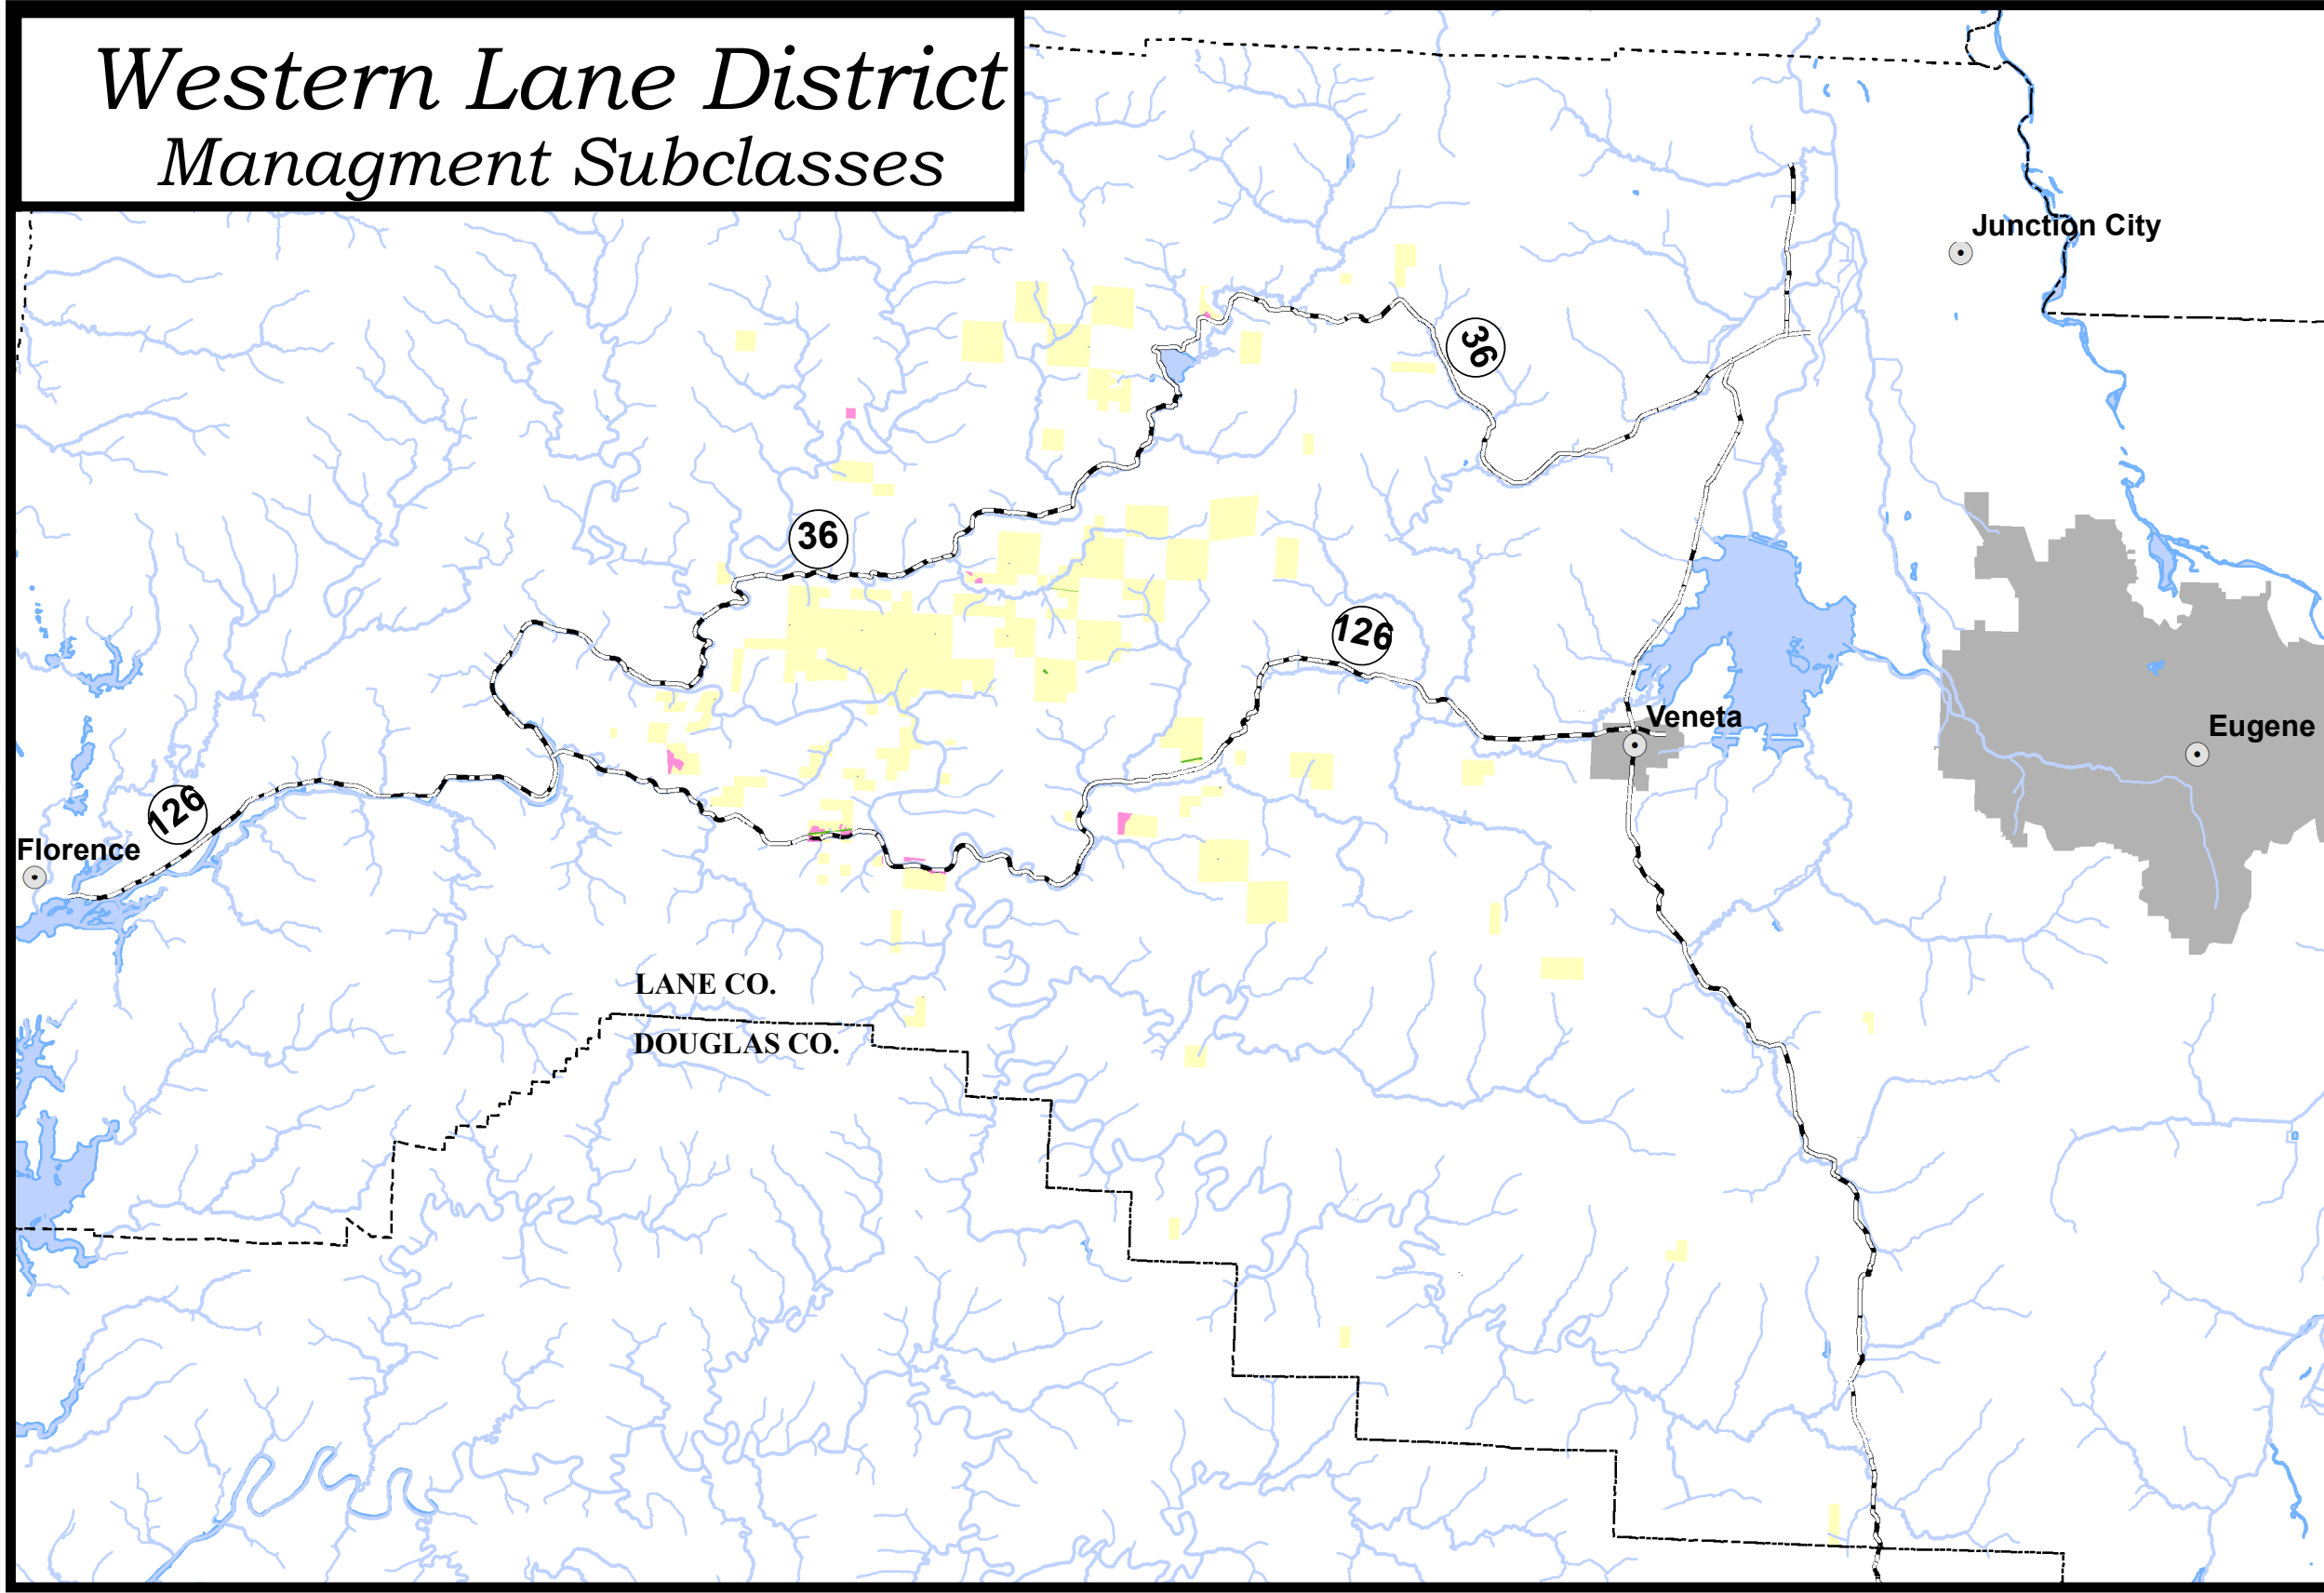 Western Lane District
Managment Subclasses
Junction City
36
36
126
Veneta
Eugene
126
Florence
LANE CO.
DOUGLAS CO.